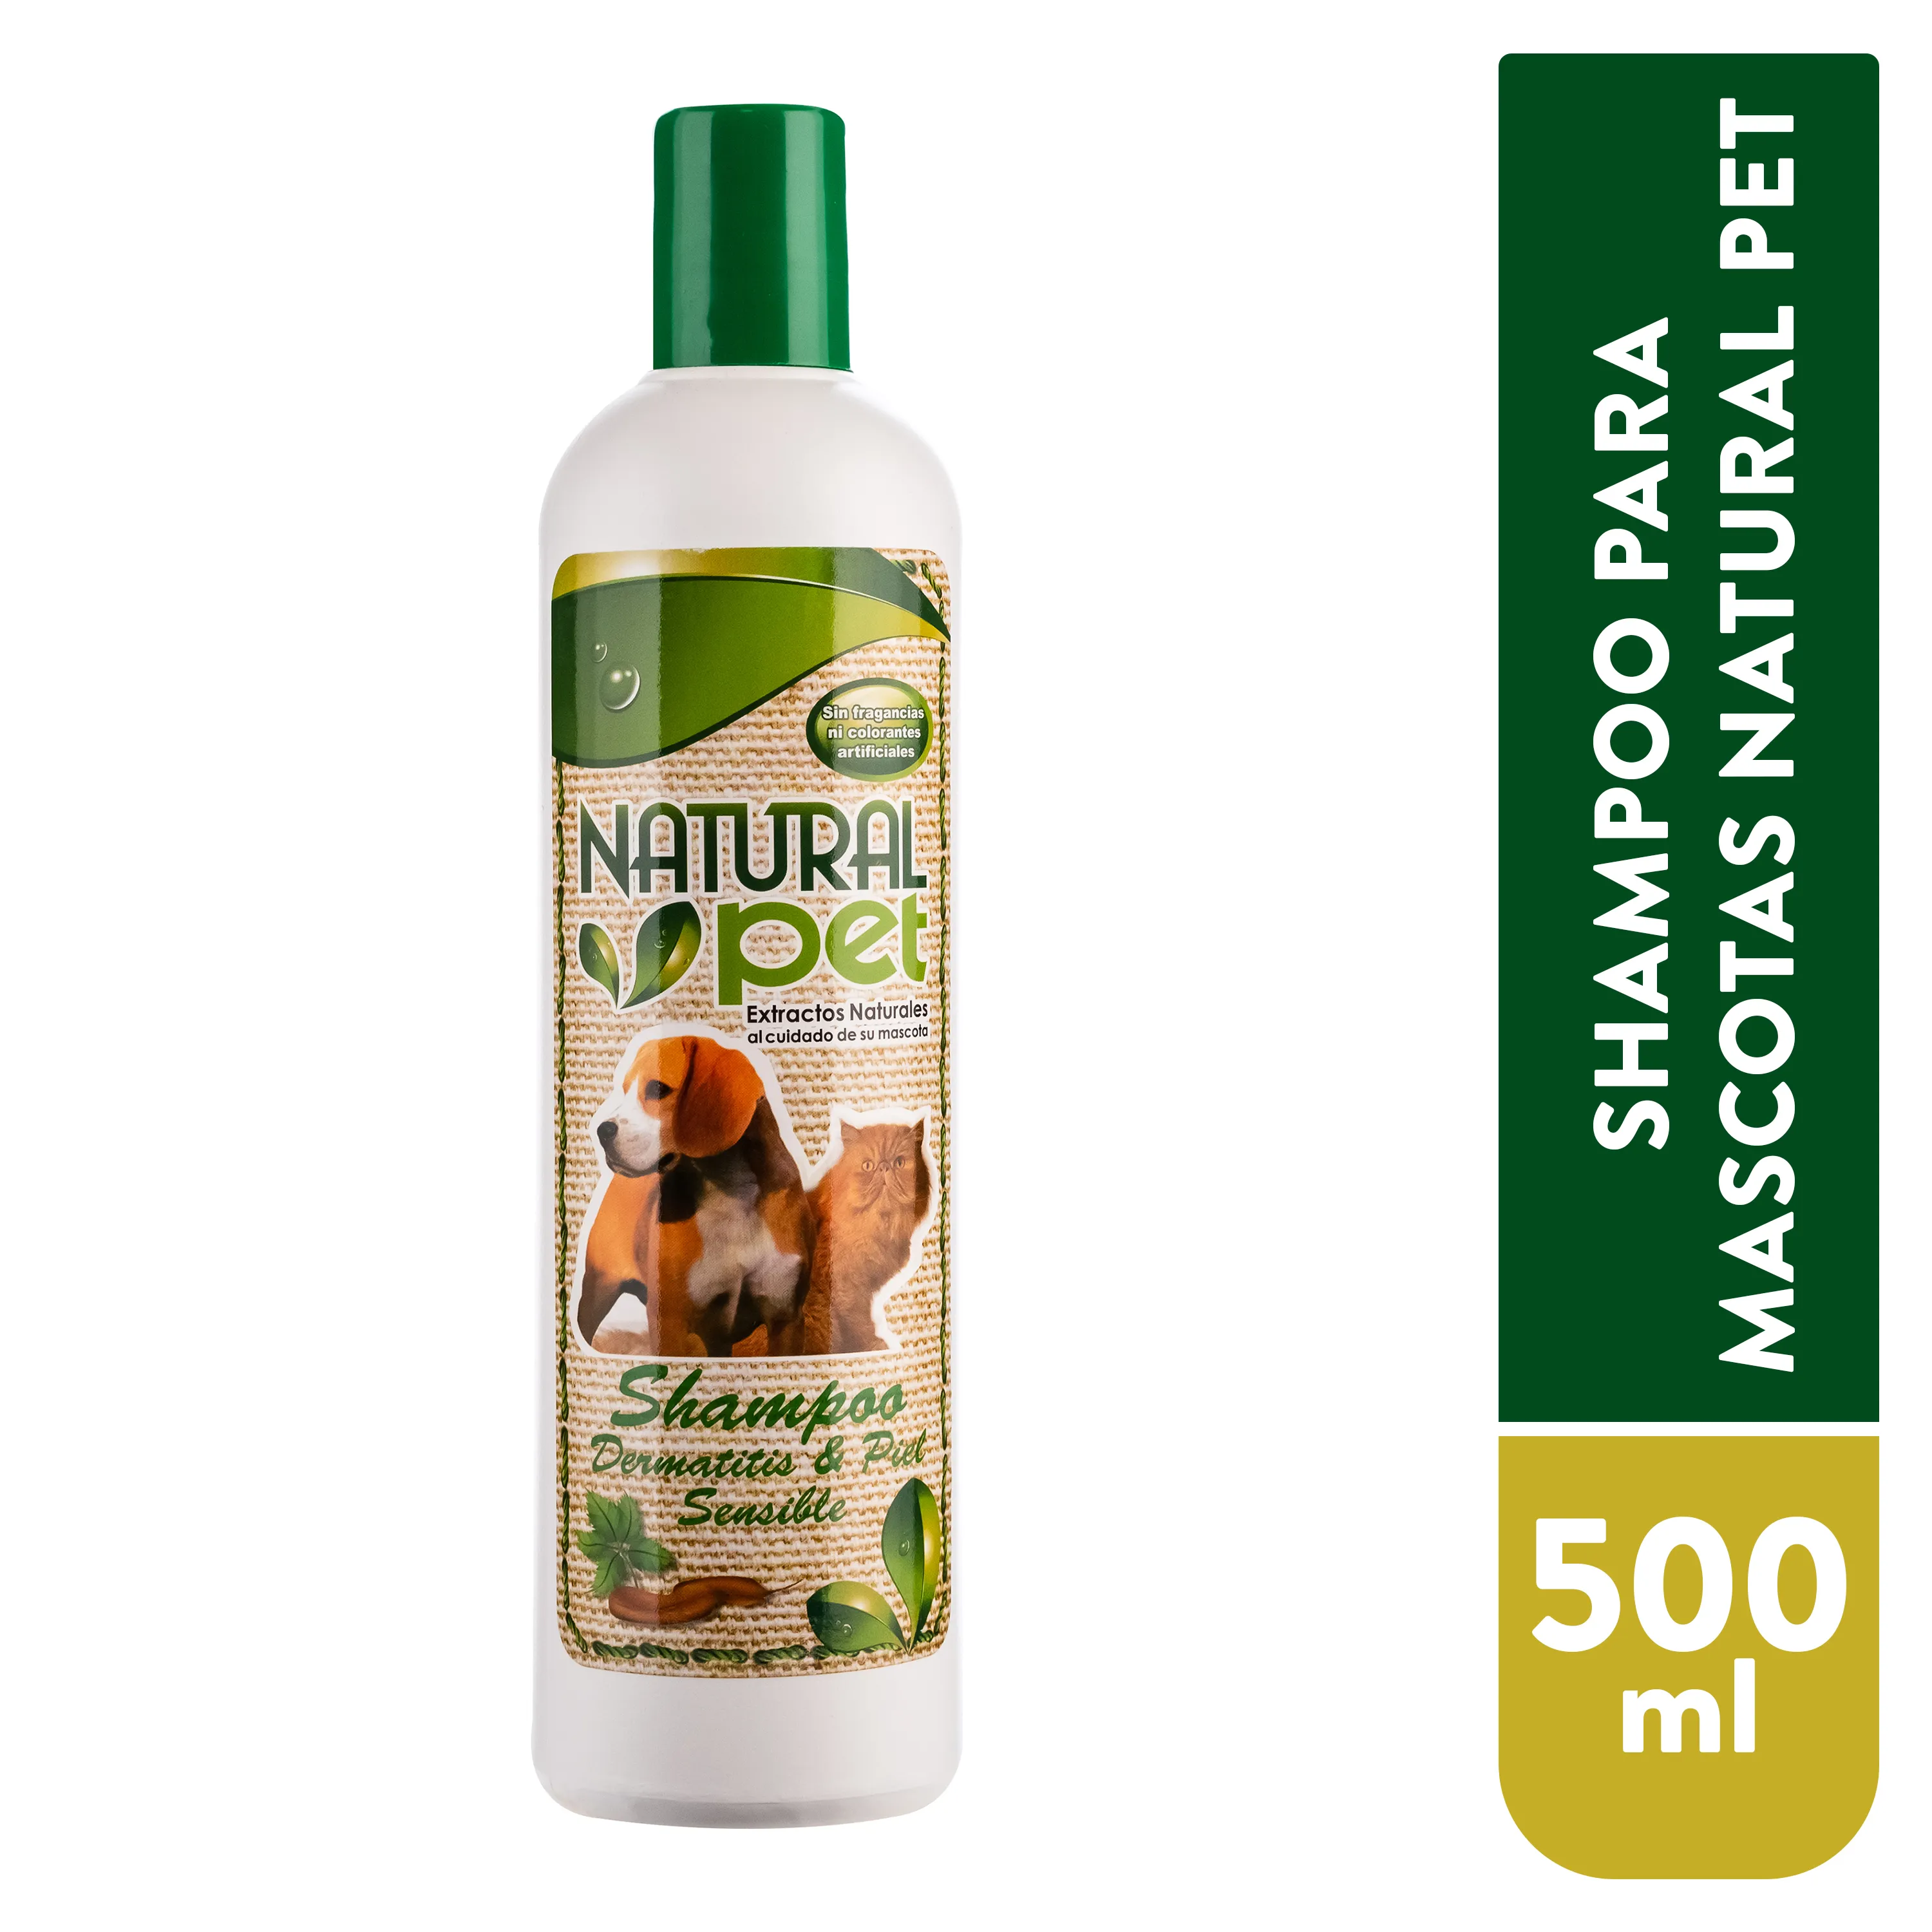 Sin fragancias
ni colorantes
artificiales
NATURAL
pet
Extractos Naturales
al cuidado de su mascota
Shampoo
Dermatitis & Piel
Sensible
SHAMPOO PARA
MASCOTAS NATURAL PET
500
ml